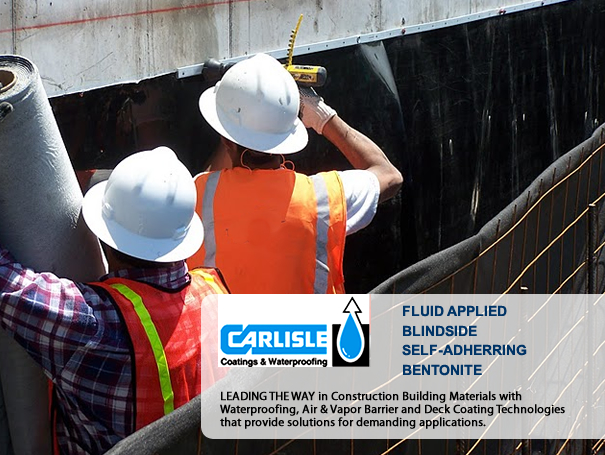 CARLISLE
Coatings & Waterproofing
FLUID APPLIED
BLINDSIDE
SELF-ADHERRING
BENTONITE
LEADING THE WAY in Construction Building Materials with
Waterproofing, Air & Vapor Barrier and Deck Coating Technologies
that provide solutions for demanding applications.